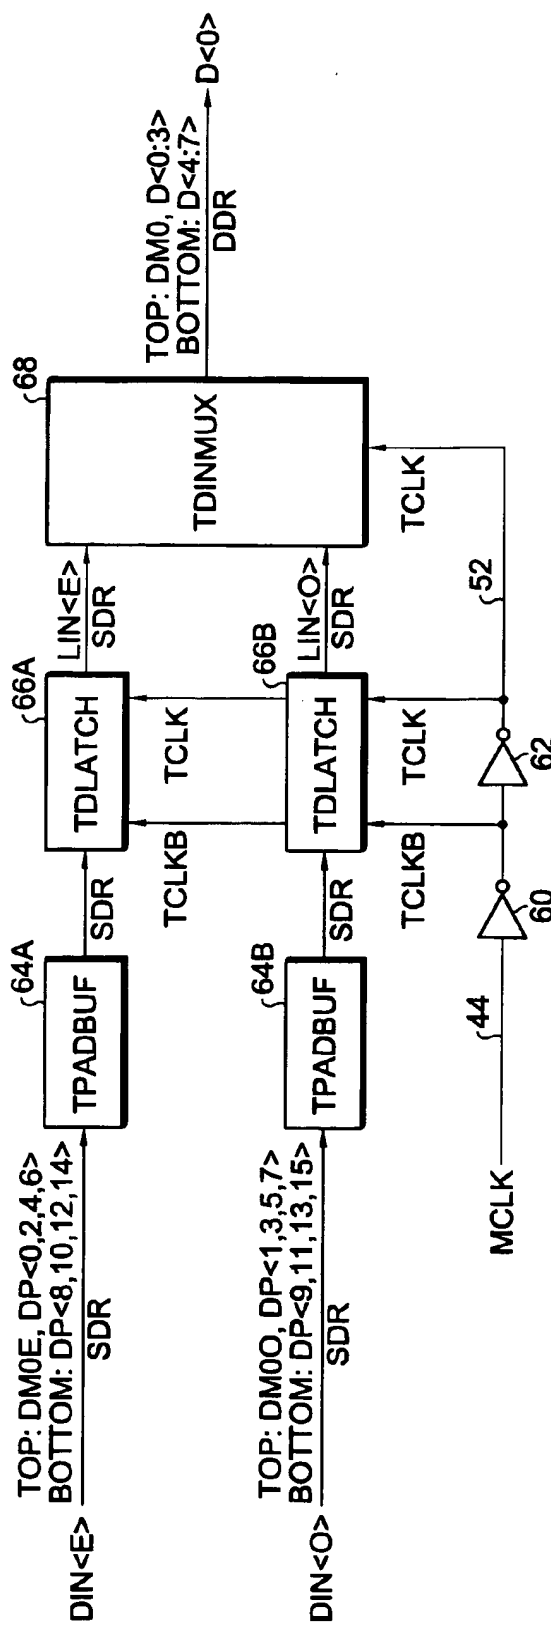 DIN<E>
TOP: DM0E, DP<0,2,4,6>
BOTTOM: DP<8,10,12,14>
SDR
64A
TPADBUF
SDR
66A
TDLATCH
LIN<E>
SDR
68
TDINMUX
TOP: DM0, D<0:3>
BOTTOM: D<4:7>
DDR
D<0>
TCLKB
TCLK
DIN<O>
TOP: DM0O, DP<1,3,5,7>
BOTTOM: DP<9,11,13,15>
SDR
64B
TPADBUF
SDR
66B
TDLATCH
LIN<O>
SDR
TCLKB
TCLK
TCLK
MCLK
44
60
62
52